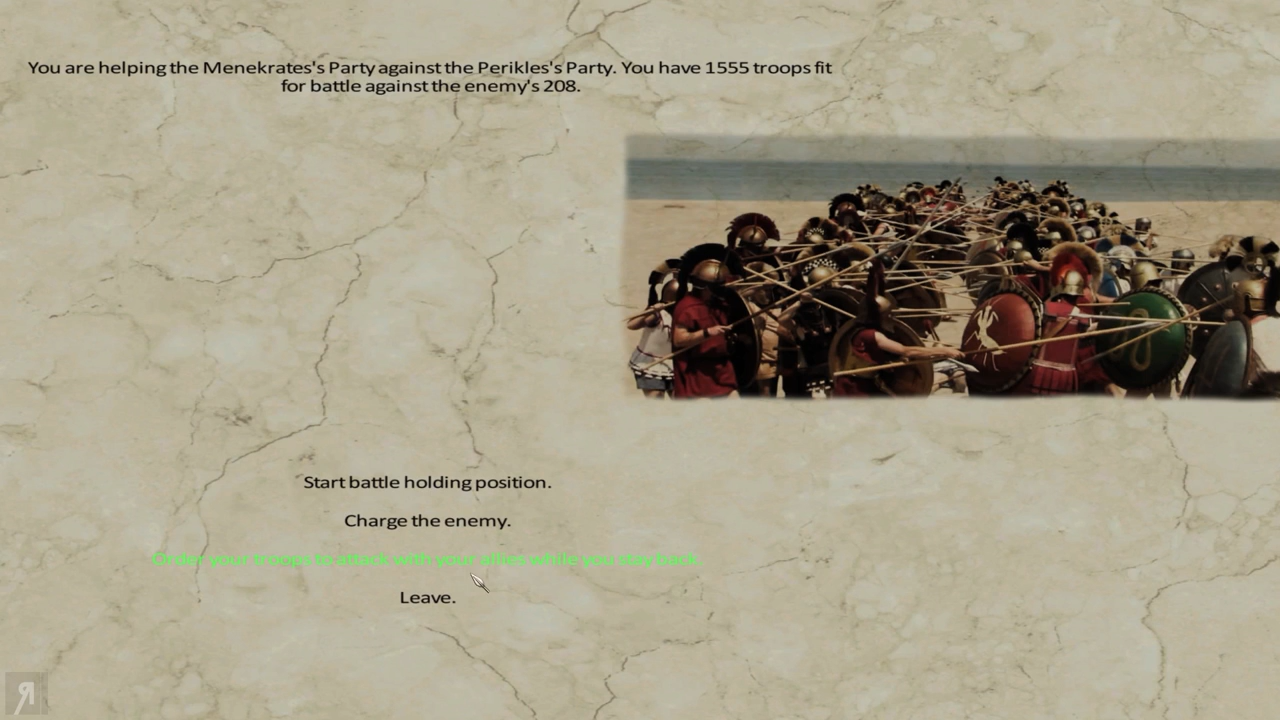 You are helping the Menekrates's Party against the Perikles's Party. You have 1555 troops fit
for battle against the enemy's 208.
Start battle holding position.
Charge the enemy.
Order your troops to attack with your allies while you stay back.
Leave.